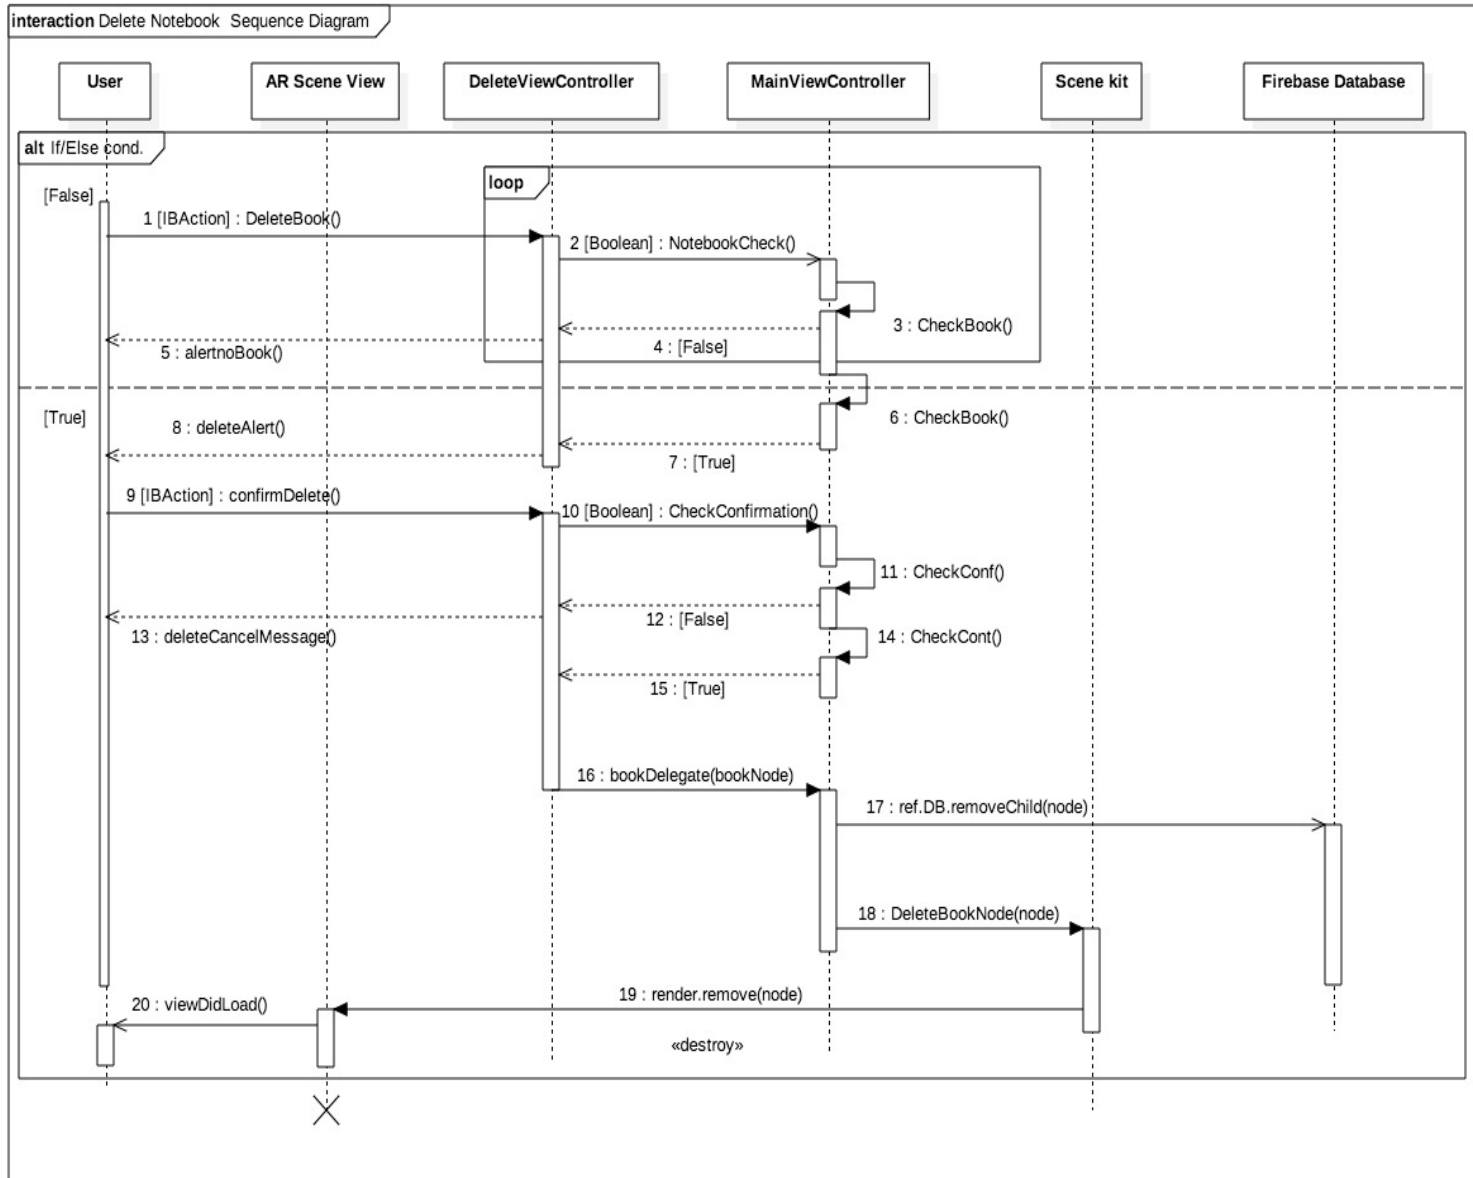 interaction Delete Notebook Sequence Diagram
User
AR Scene View
DeleteViewController
MainViewController
Scene kit
Firebase Database
alt If/Else cond.
loop
[False]
1 [IBAction] : DeleteBook()
2 [Boolean] : NotebookCheck()
3 : CheckBook()
4 : [False]
5 : alertnoBook()
[True]
6 : CheckBook()
8 : deleteAlert()
7 : [True]
9 [IBAction] : confirmDelete()
10 [Boolean] : CheckConfirmation()
11 : CheckConf()
12 : [False]
13 : deleteCancelMessage()
14 : CheckCont()
15 : [True]
16 : bookDelegate(bookNode)
17 : ref.DB.removeChild(node)
18 : DeleteBookNode(node)
19 : render.remove(node)
20 : viewDidLoad()
«destroy»